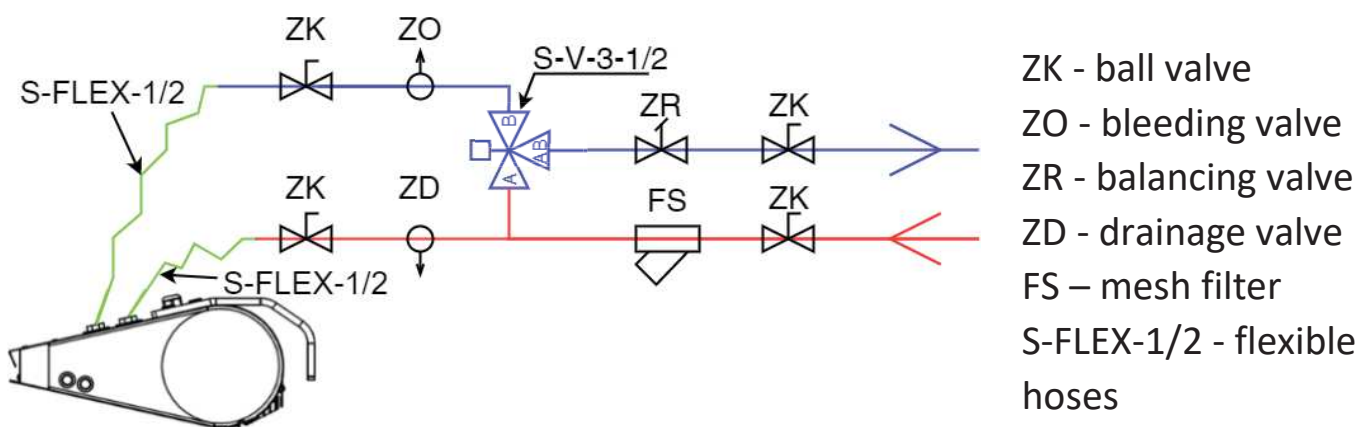 ZK ZO
S-V-3-1/2
S-FLEX-1/2
ZR ZK
B
AB
A
ZK ZD FS ZK
S-FLEX-1/2
ZK - ball valve
ZO - bleeding valve
ZR - balancing valve
ZD - drainage valve
FS – mesh filter
S-FLEX-1/2 - flexible
hoses